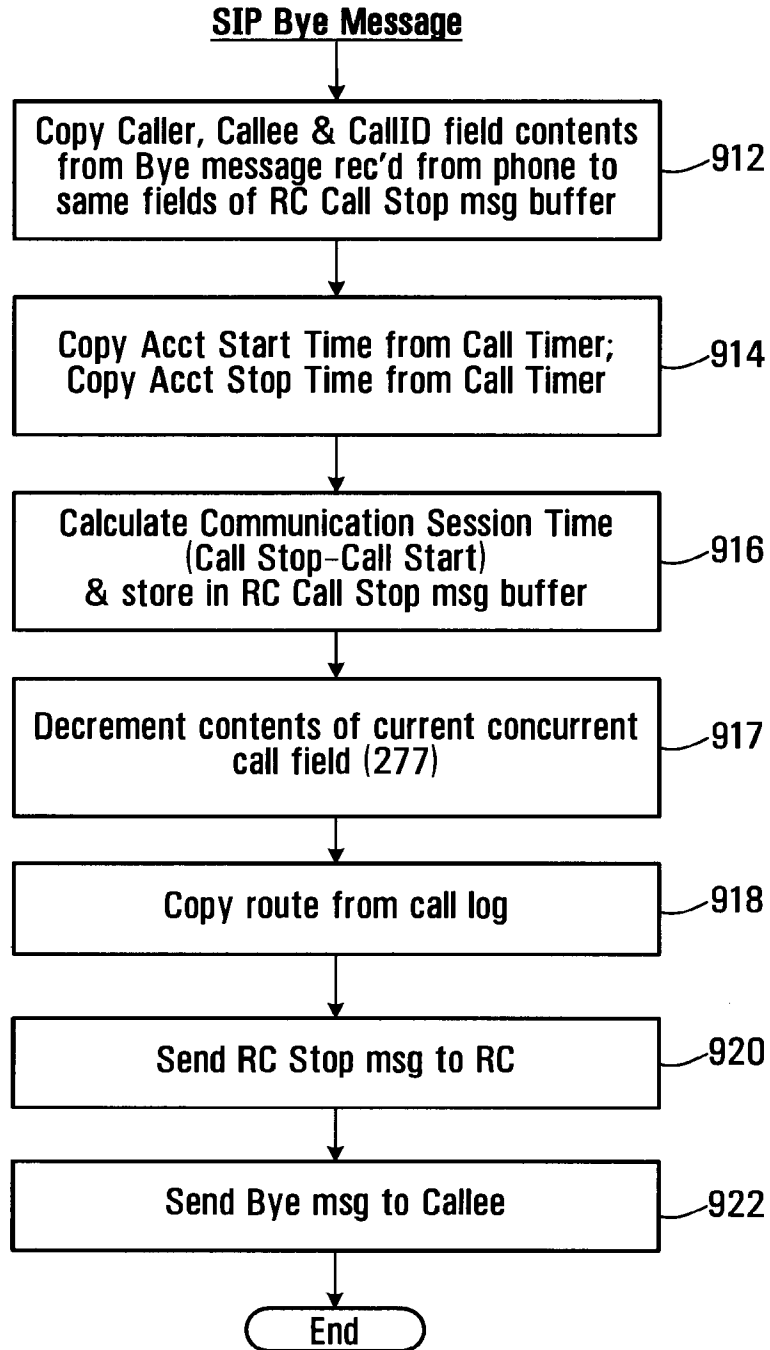 SIP Bye Message
Copy Caller, Callee & CallID field contents
from Bye message rec'd from phone to
same fields of RC Call Stop msg buffer
912
Copy Acct Start Time from Call Timer;
Copy Acct Stop Time from Call Timer
914
Calculate Communication Session Time
(Call Stop-Call Start)
& store in RC Call Stop msg buffer
916
Decrement contents of current concurrent
call field (277)
917
Copy route from call log
918
Send RC Stop msg to RC
920
Send Bye msg to Callee
922
End